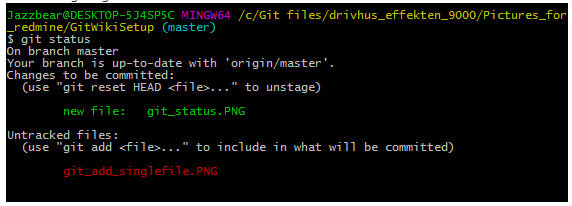 Jazzbear@DESKTOP-5J4SP5C MINGW64 /c/Git files/drivhus_effekten_9000/Pictures_for
_redmine/GitWikiSetup (master)
$ git status
On branch master
Your branch is up-to-date with 'origin/master'.
Changes to be committed:
  (use "git reset HEAD <file>..." to unstage)

        new file:   git_status.PNG

Untracked files:
  (use "git add <file>..." to include in what will be committed)

        git_add_singlefile.PNG